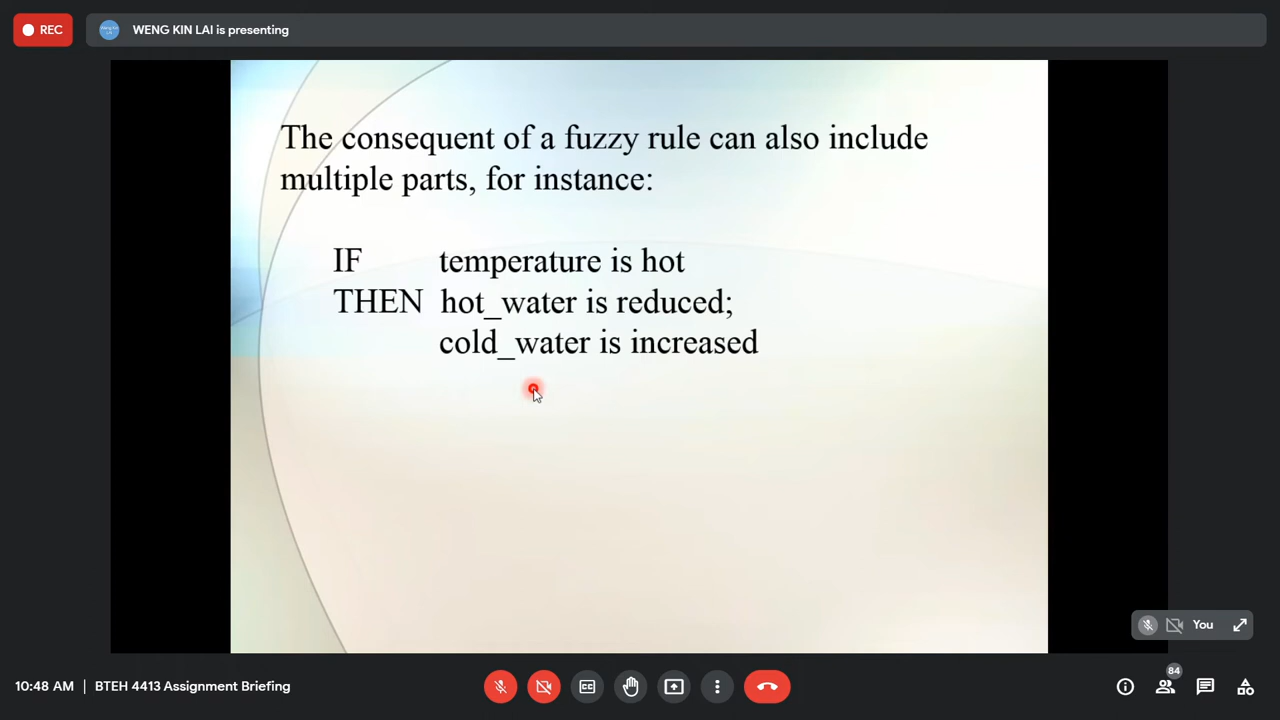 REC
WENG KIN LAI is presenting
The consequent of a fuzzy rule can also include
multiple parts, for instance:
IF temperature is hot
THEN hot_water is reduced;
cold_water is increased
You
10:48 AM | BTEH 4413 Assignment Briefing
CC
84